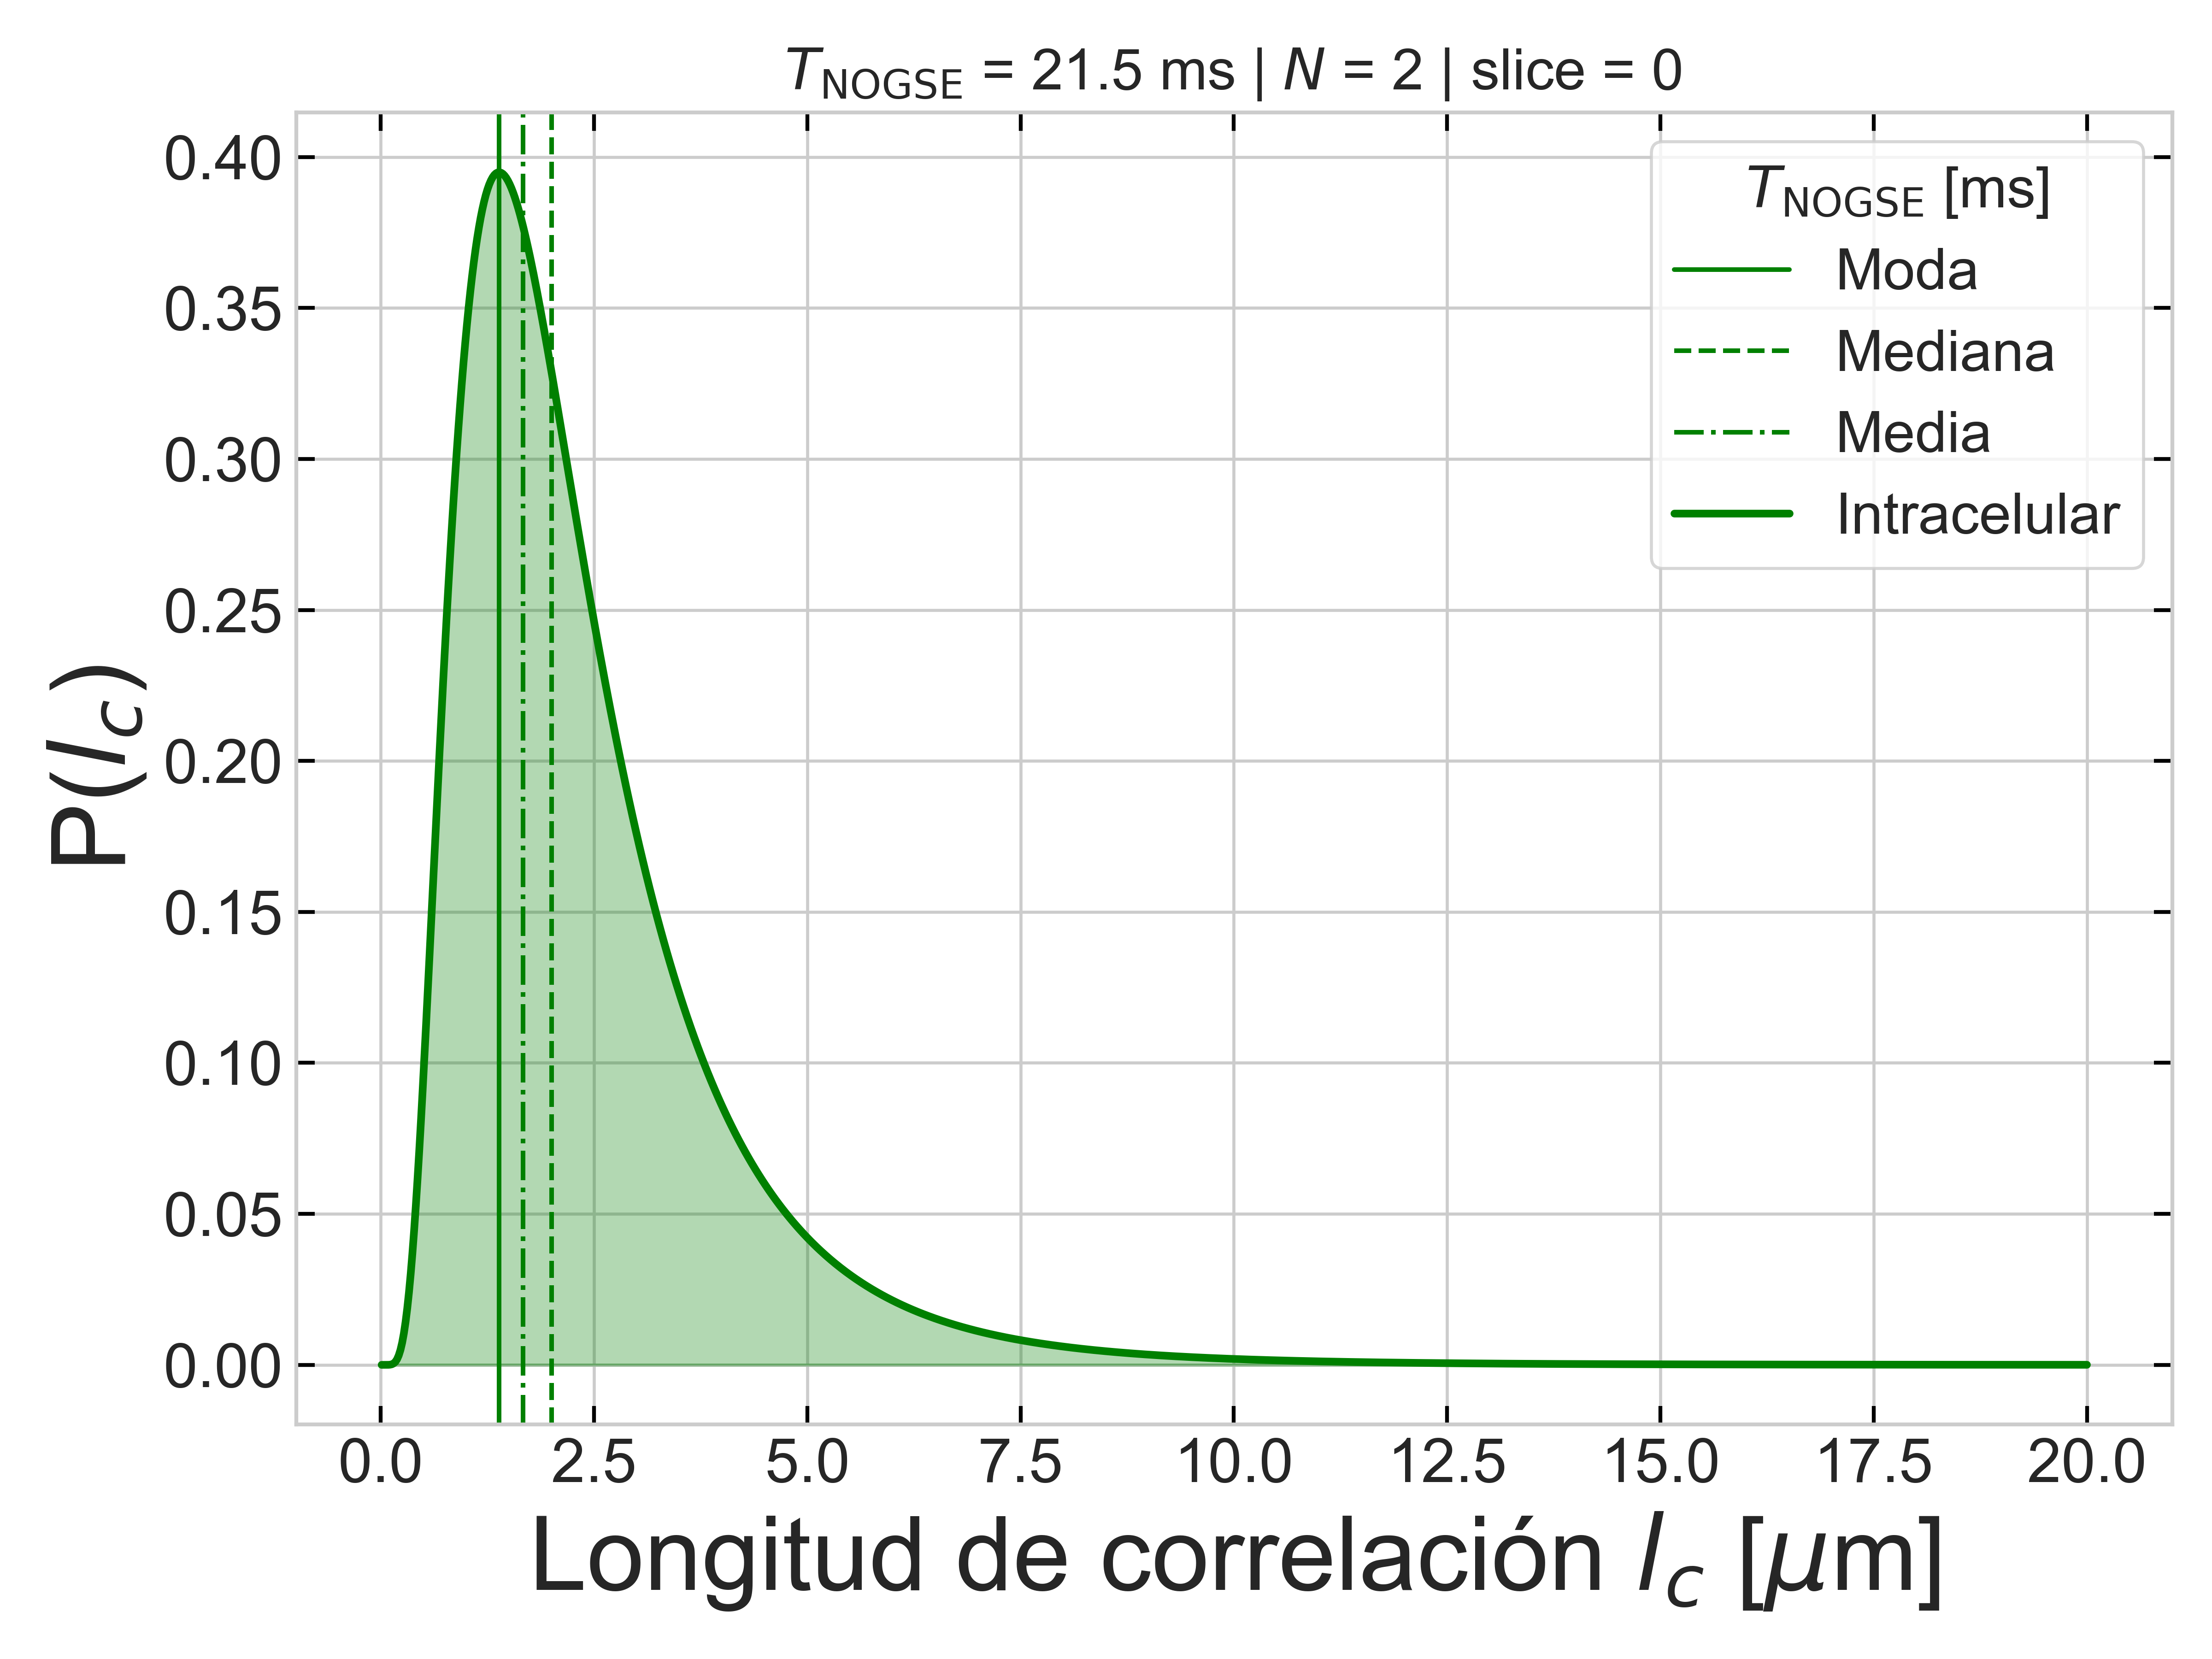 T_NOGSE = 21.5 ms | N = 2 | slice = 0
T_NOGSE [ms]
Moda
Mediana
Media
Intracelular
P(l_c)
0.40
0.35
0.30
0.25
0.20
0.15
0.10
0.05
0.00
0.0 2.5 5.0 7.5 10.0 12.5 15.0 17.5 20.0
Longitud de correlación l_c [μm]